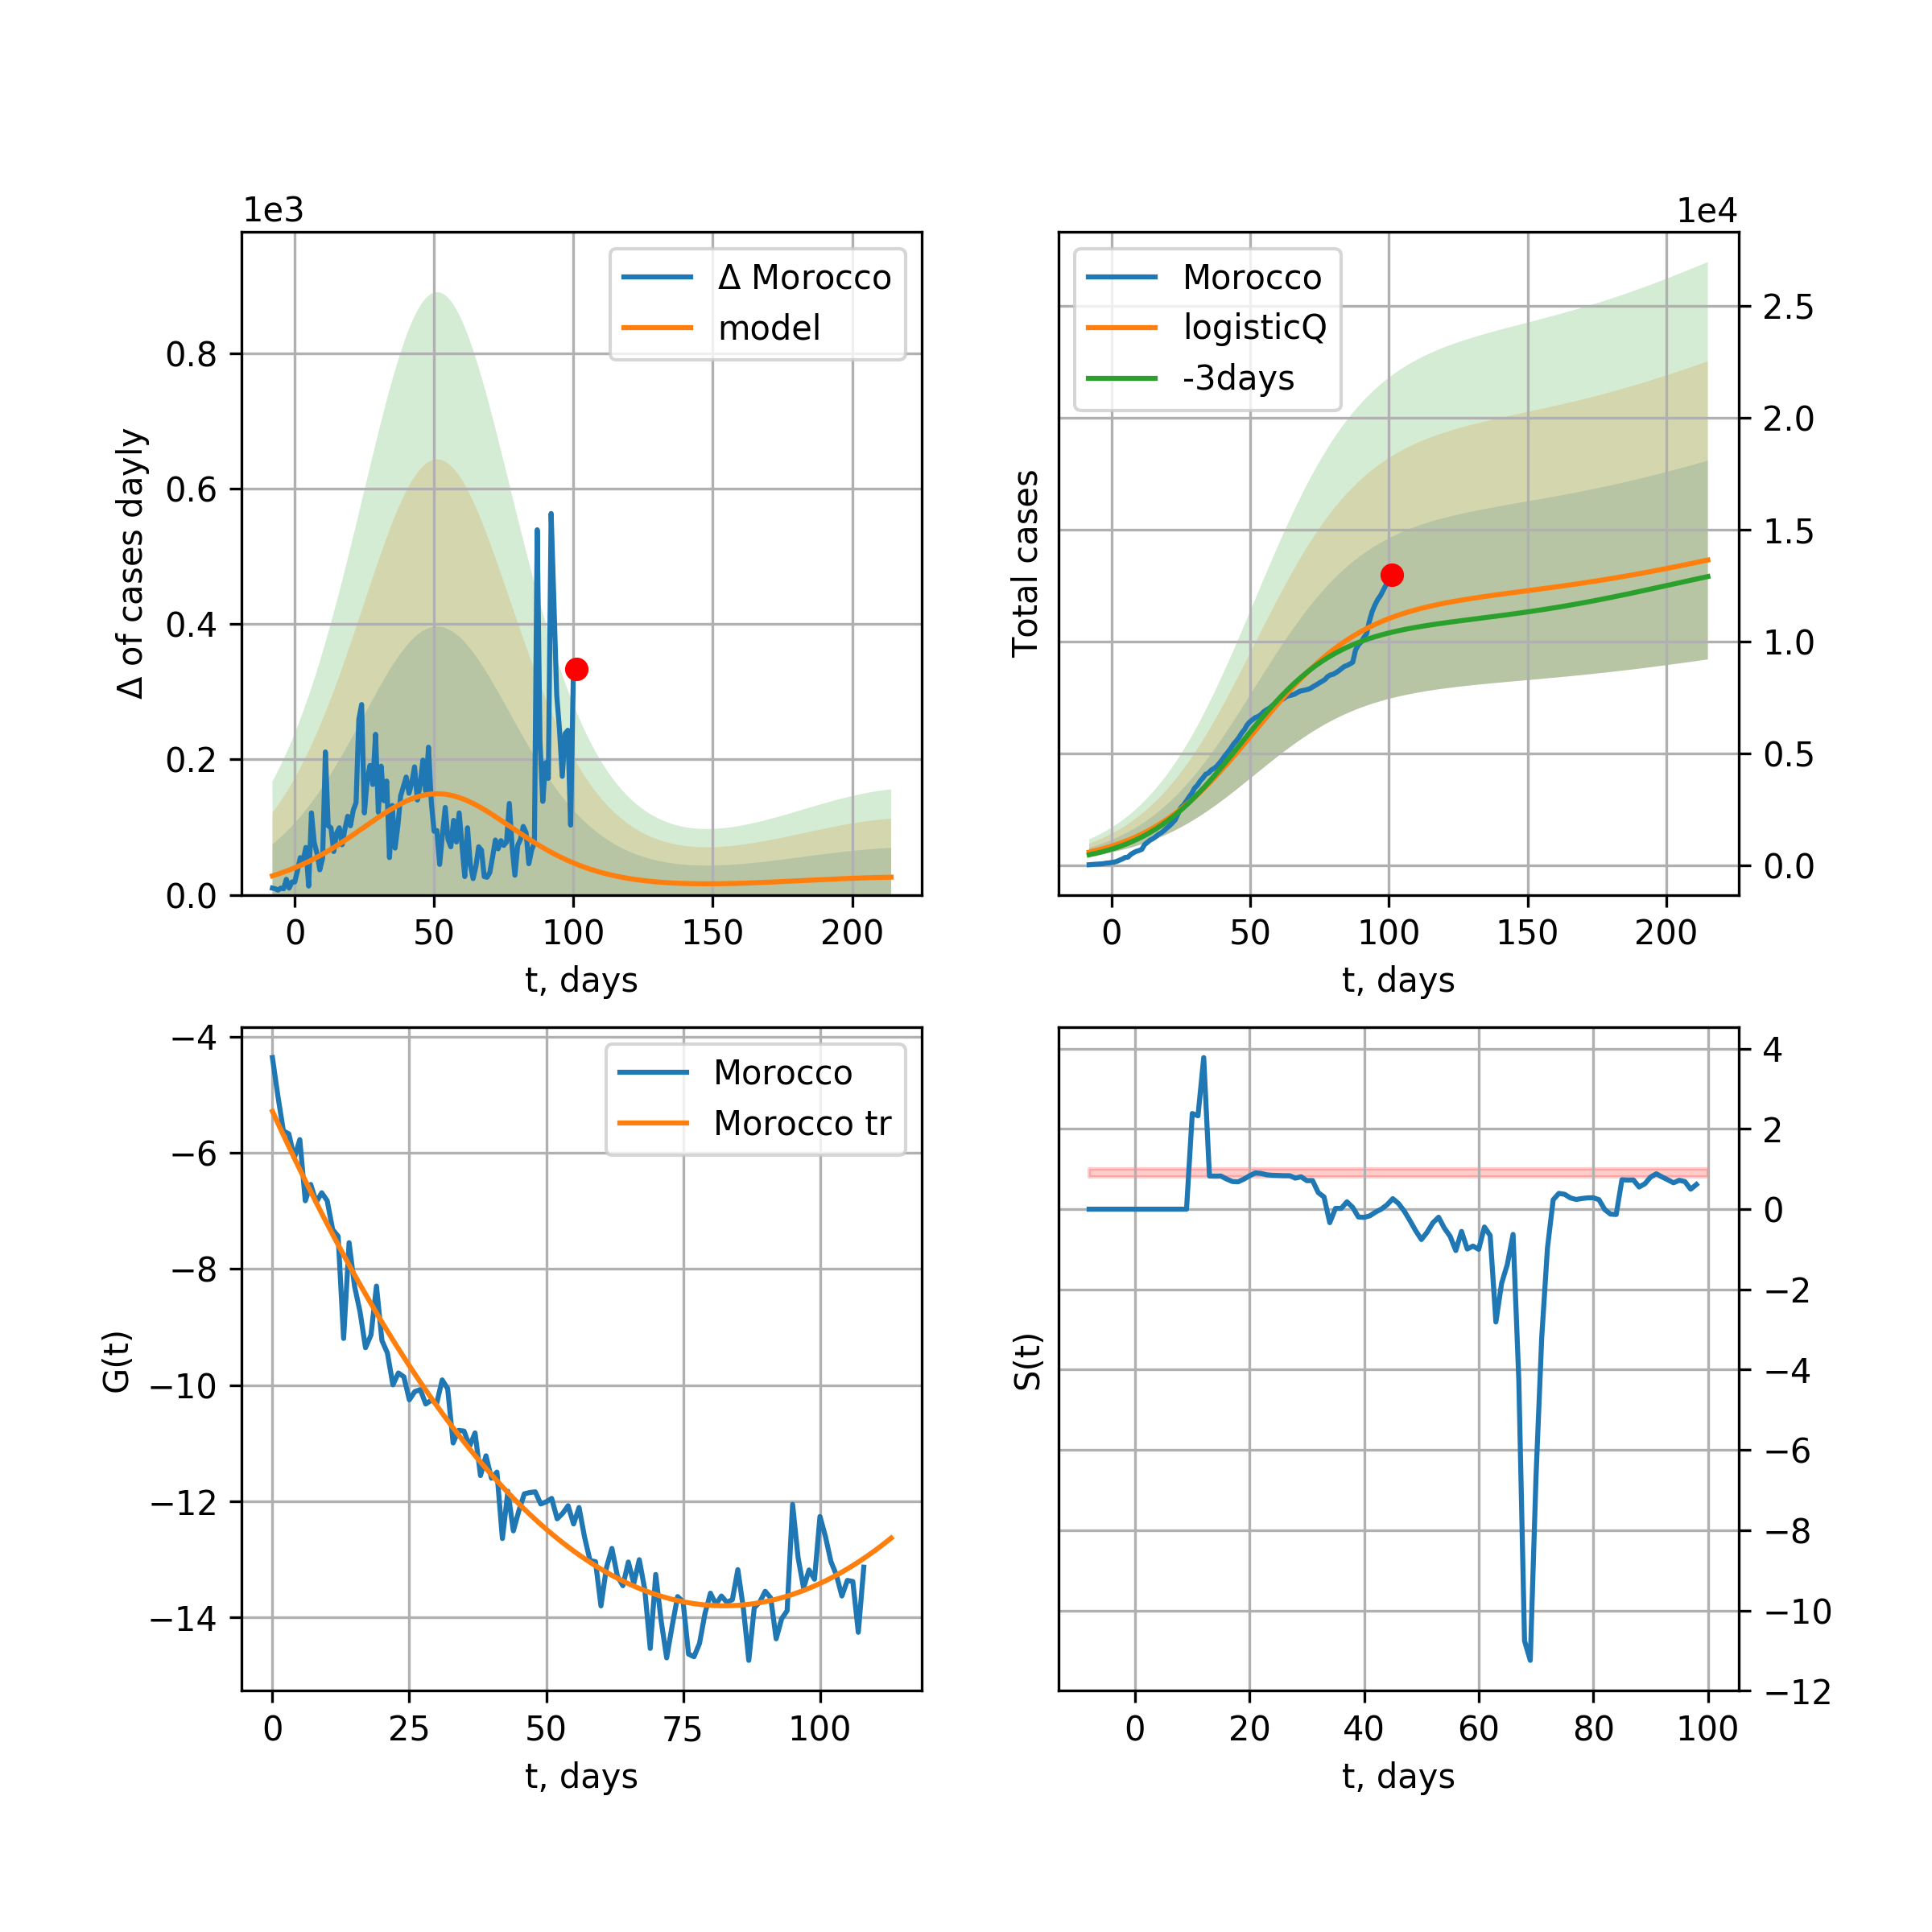 1e3
Δ of cases dayly
0.8
0.6
0.4
0.2
0.0
Δ Morocco
model
0 50 100 150 200
t, days
1e4
Total cases
Morocco
logisticQ
-3days
2.5
2.0
1.5
1.0
0.5
0.0
0 50 100 150 200
t, days
G(t)
−4
−6
−8
−10
−12
−14
Morocco
Morocco tr
0 25 50 75 100
t, days
S(t)
4
2
0
−2
−4
−6
−8
−10
−12
0 20 40 60 80 100
t, days